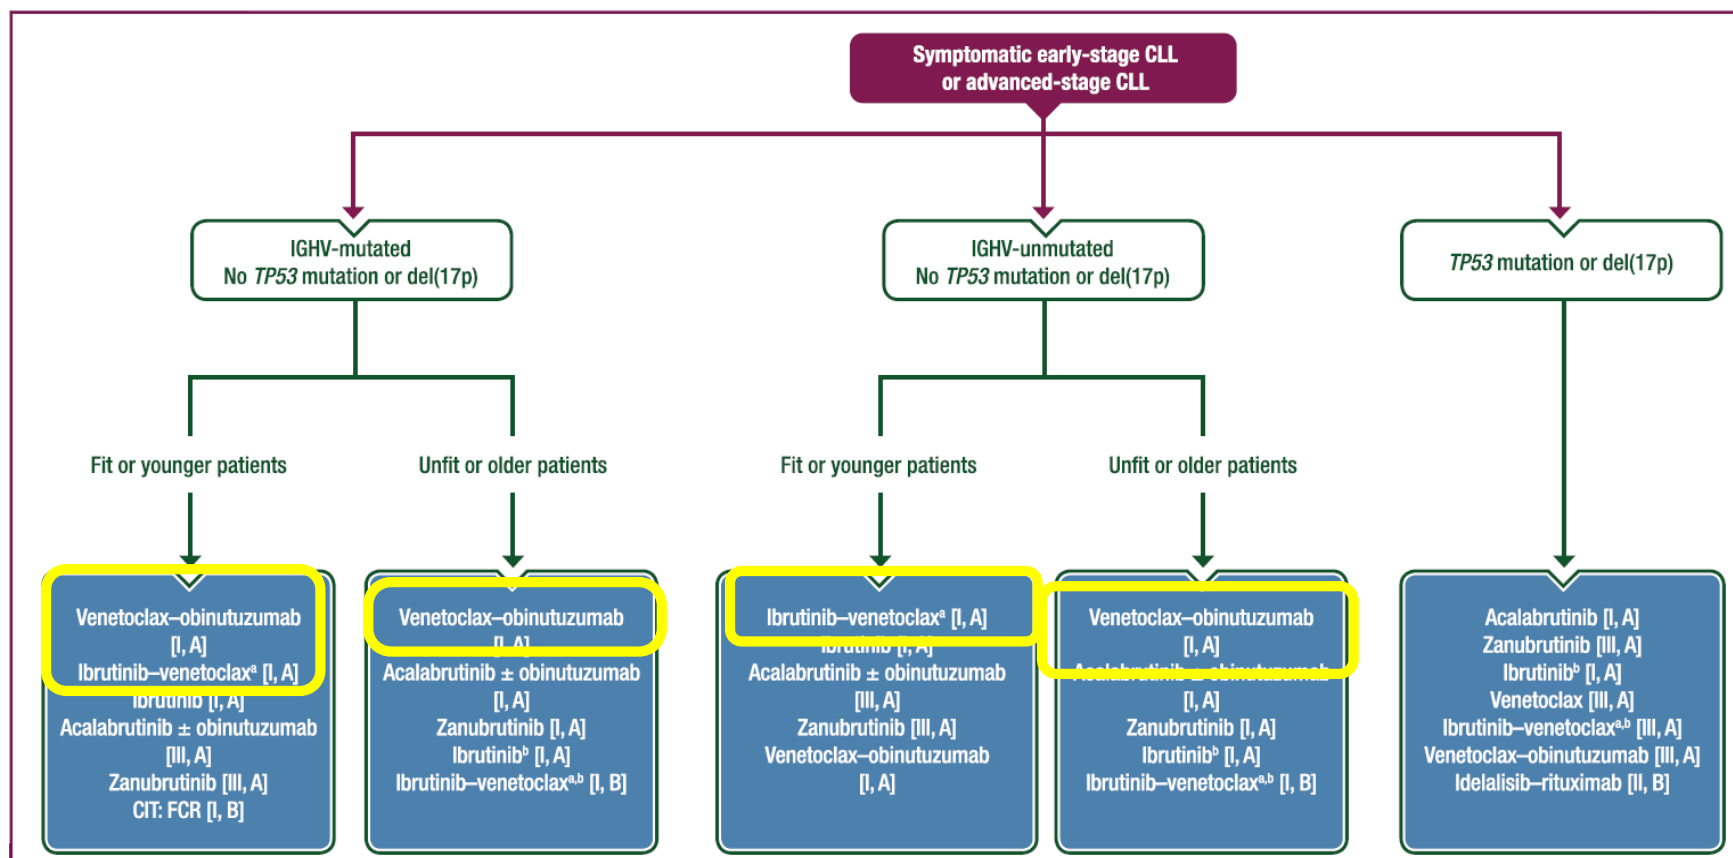 Symptomatic early-stage CLL
or advanced-stage CLL
IGHV-mutated
No TP53 mutation or del(17p)
IGHV-unmutated
No TP53 mutation or del(17p)
TP53 mutation or del(17p)
Fit or younger patients
Unfit or older patients
Fit or younger patients
Unfit or older patients
Venetoclax–obinutuzumab
[I, A]
Ibrutinib–venetoclaxᵃ [I, A]
Ibrutinib [I, A]
Acalabrutinib ± obinutuzumab
[III, A]
Zanubrutinib [III, A]
CIT: FCR [I, B]
Venetoclax–obinutuzumab
[I, A]
Acalabrutinib ± obinutuzumab
[I, A]
Zanubrutinib [I, A]
Ibrutinibᵇ [I, A]
Ibrutinib–venetoclaxᵃ,ᵇ [I, B]
Ibrutinib–venetoclaxᵃ [I, A]
Ibrutinib [I, A]
Acalabrutinib ± obinutuzumab
[III, A]
Zanubrutinib [III, A]
Venetoclax–obinutuzumab
[I, A]
Venetoclax–obinutuzumab
[I, A]
Acalabrutinib ± obinutuzumab
[I, A]
Zanubrutinib [I, A]
Ibrutinibᵇ [I, A]
Ibrutinib–venetoclaxᵃ,ᵇ [I, B]
Acalabrutinib [I, A]
Zanubrutinib [III, A]
Ibrutinibᵇ [I, A]
Venetoclax [III, A]
Ibrutinib–venetoclaxᵃ,ᵇ [III, A]
Venetoclax–obinutuzumab [III, A]
Idelalisib–rituximab [II, B]